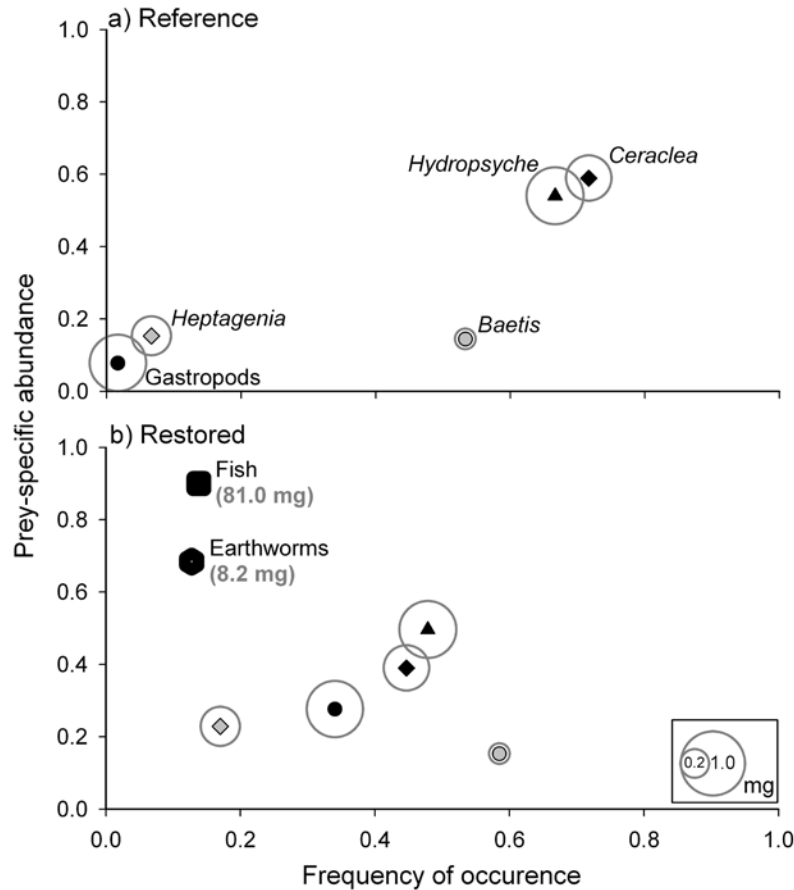 a) Reference
1.0
0.8
0.6
0.4
0.2
0.0
Hydropsyche
Ceraclea
Heptagenia
Baetis
Gastropods
Prey-specific abundance
b) Restored
1.0
0.8
0.6
0.4
0.2
0.0
Fish
(81.0 mg)
Earthworms
(8.2 mg)
0.2 1.0
mg
0.0 0.2 0.4 0.6 0.8 1.0
Frequency of occurence